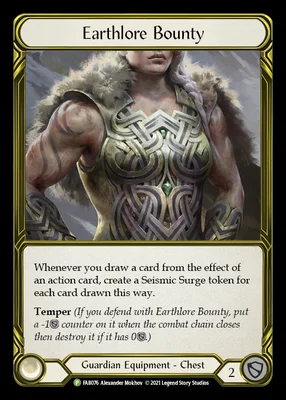 Earthlore Bounty
Whenever you draw a card from the effect of
an action card, create a Seismic Surge token for
each card drawn this way.
Temper (If you defend with Earthlore Bounty, put
a -1 counter on it when the combat chain closes
then destroy it if it has 0.)
Guardian Equipment - Chest
2
P FAB076 Alexander Mokhov © 2021 Legend Story Studios